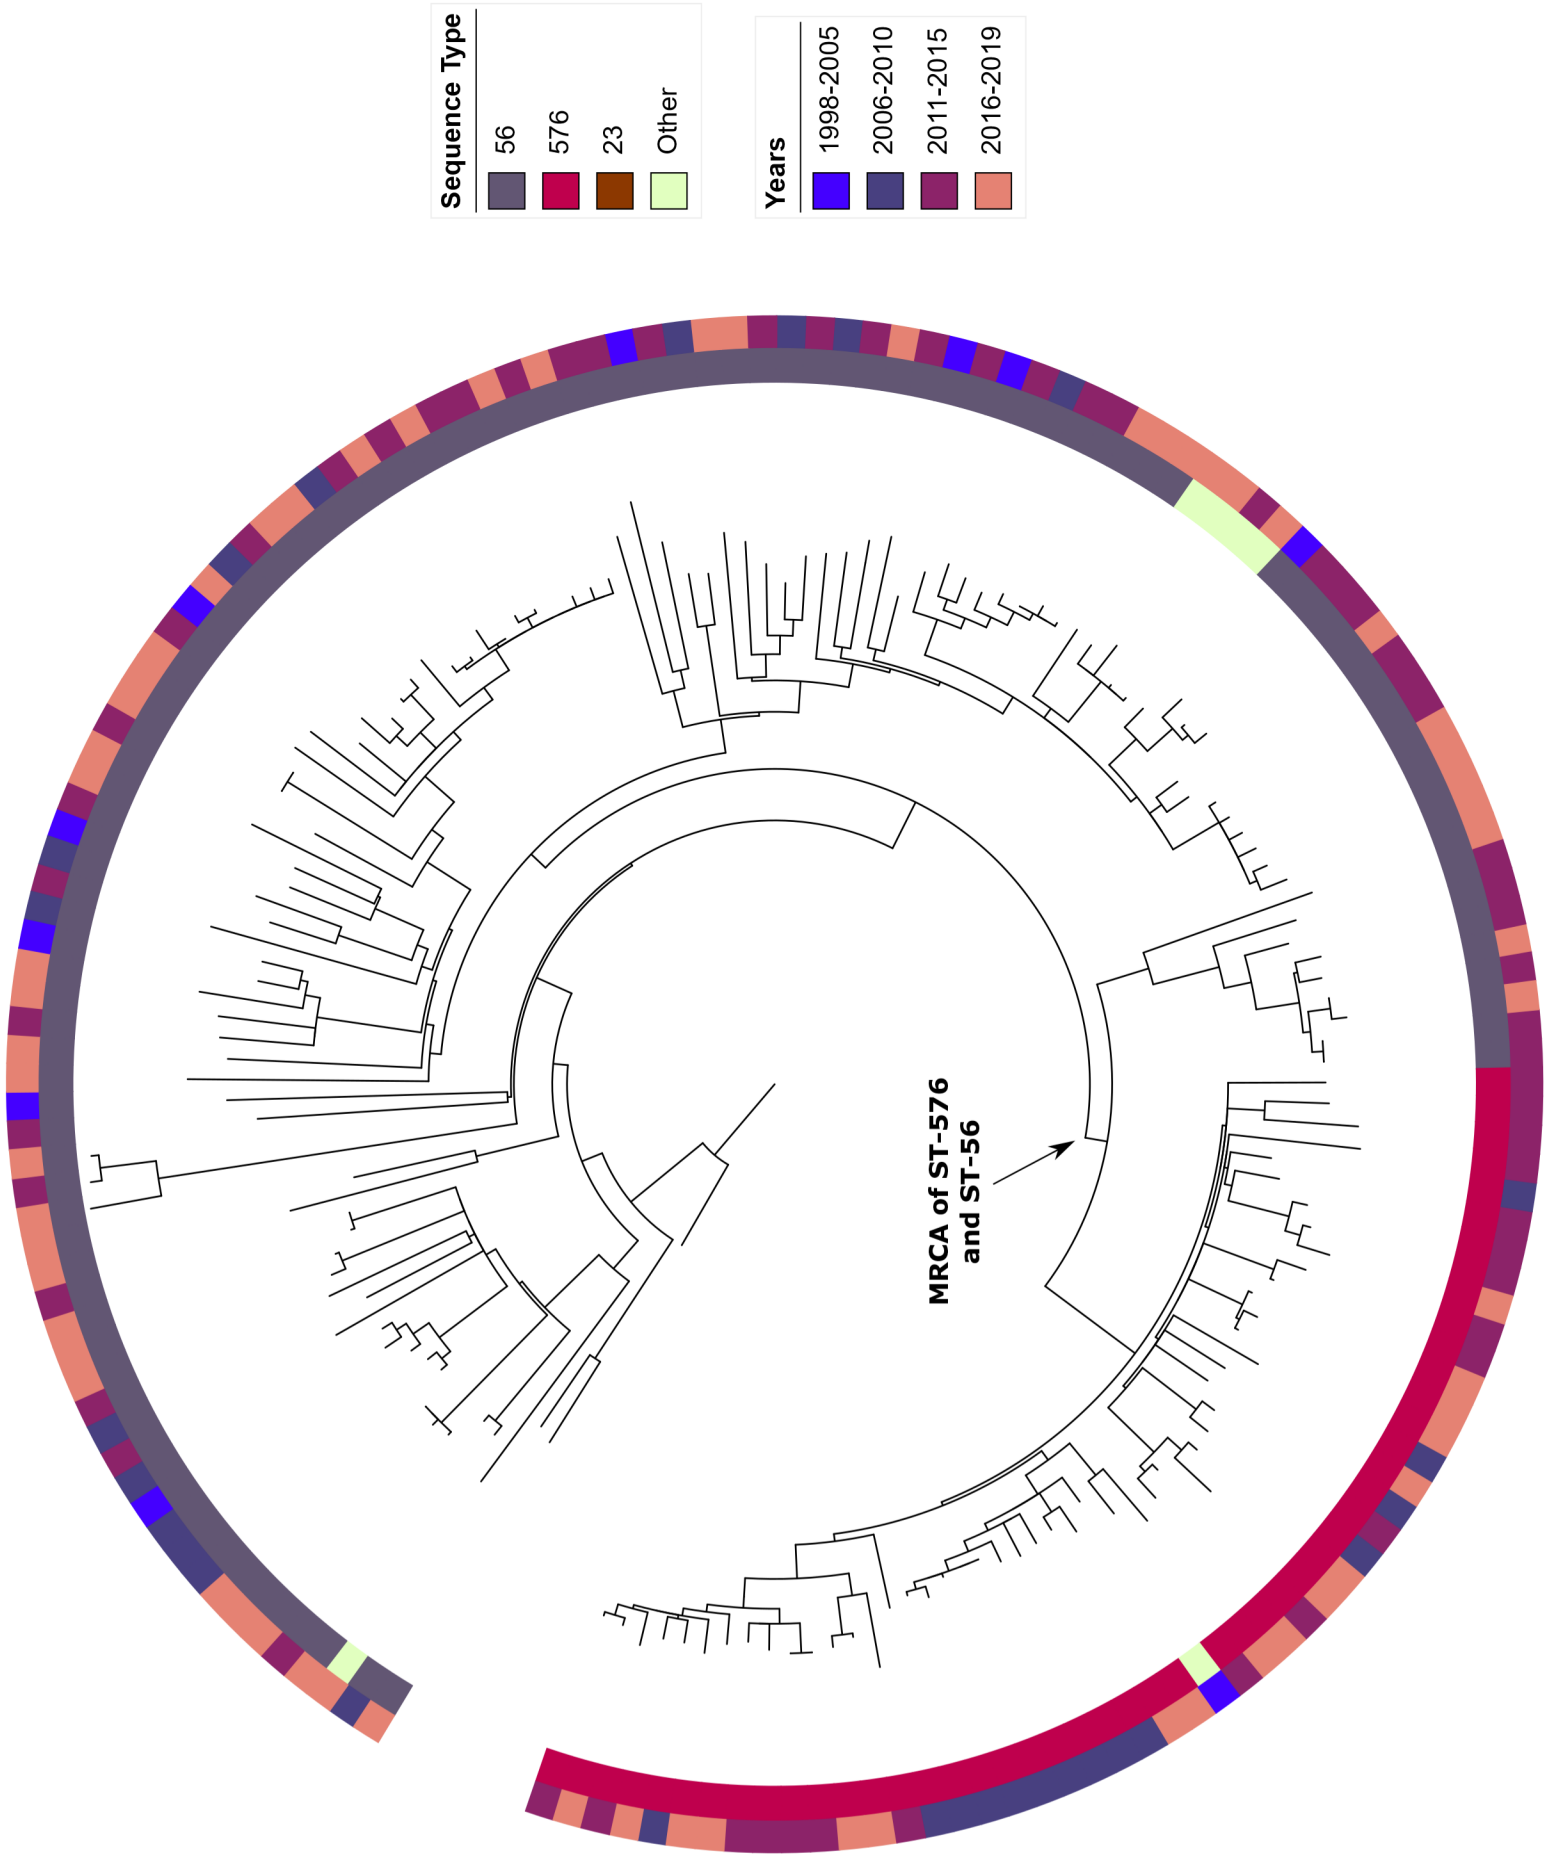 Sequence Type
56
576
23
Other
Years
1998-2005
2006-2010
2011-2015
2016-2019
MRCA of ST-576
and ST-56